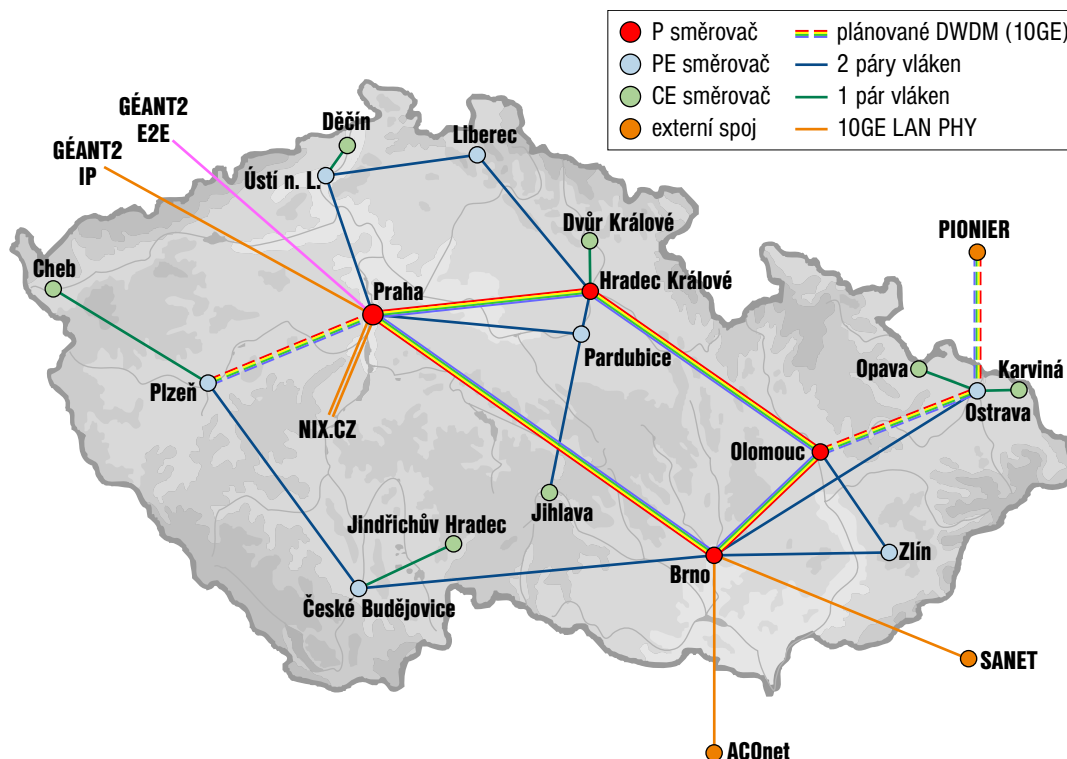 P směrovač
plánované DWDM (10GE)
PE směrovač
2 páry vláken
CE směrovač
1 pár vláken
externí spoj
10GE LAN PHY
GÉANT2
E2E
GÉANT2
IP
Děčín
Liberec
Ústí n. L.
Dvůr Králové
PIONIER
Cheb
Praha
Hradec Králové
Pardubice
Opava
Karviná
Plzeň
Ostrava
NIX.CZ
Olomouc
Jihlava
Jindřichův Hradec
Zlín
Brno
České Budějovice
SANET
ACOnet